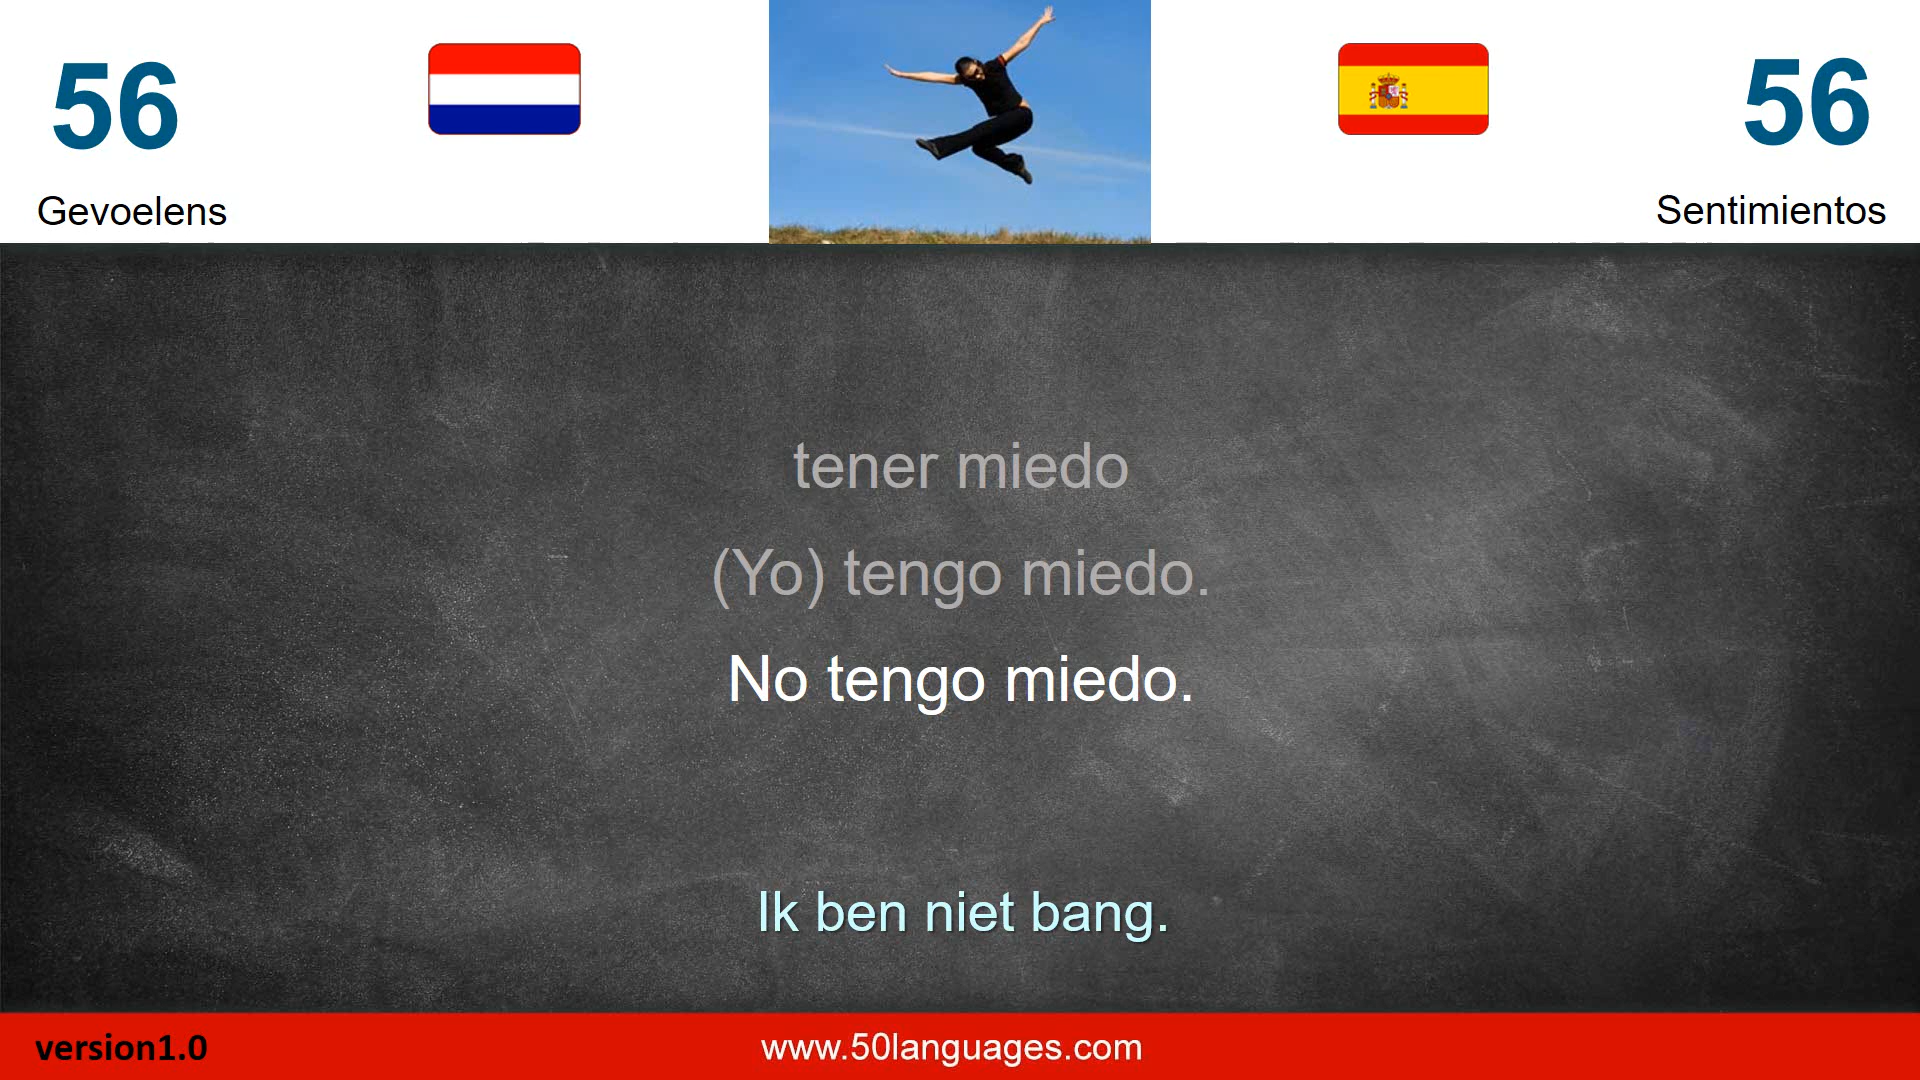 56
56
Gevoelens
Sentimientos
tener miedo
(Yo) tengo miedo.
No tengo miedo.
Ik ben niet bang.
version1.0
www.50languages.com